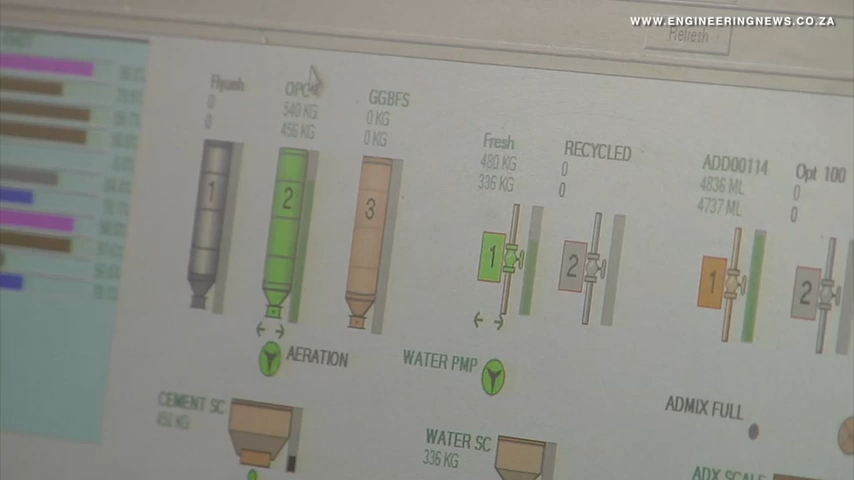 WWW.ENGINEERINGNEWS.CO.ZA
Refresh
Flyash
0
0
OPC
540 KG
456 KG
GGBFS
0 KG
0 KG
Fresh
480 KG
336 KG
RECYCLED
0
0
ADD00114
4836 ML
4737 ML
Opt 100
0
0
1
2
3
1
2
1
2
AERATION
WATER PMP
CEMENT SC
ADMIX FULL
WATER SC
336 KG
ADX SCALE